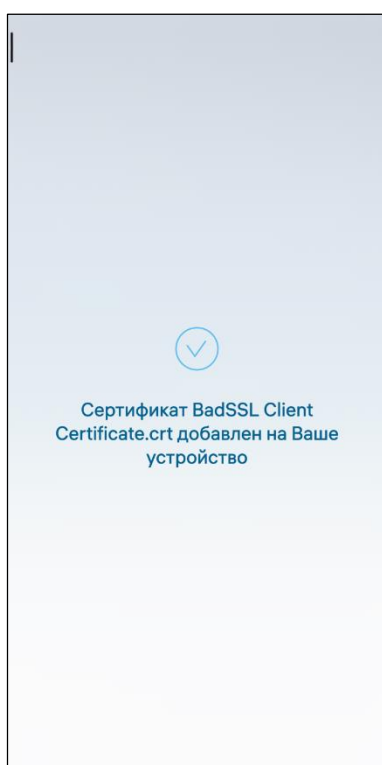 Сертификат BadSSL Client
Certificate.crt добавлен на Ваше
устройство